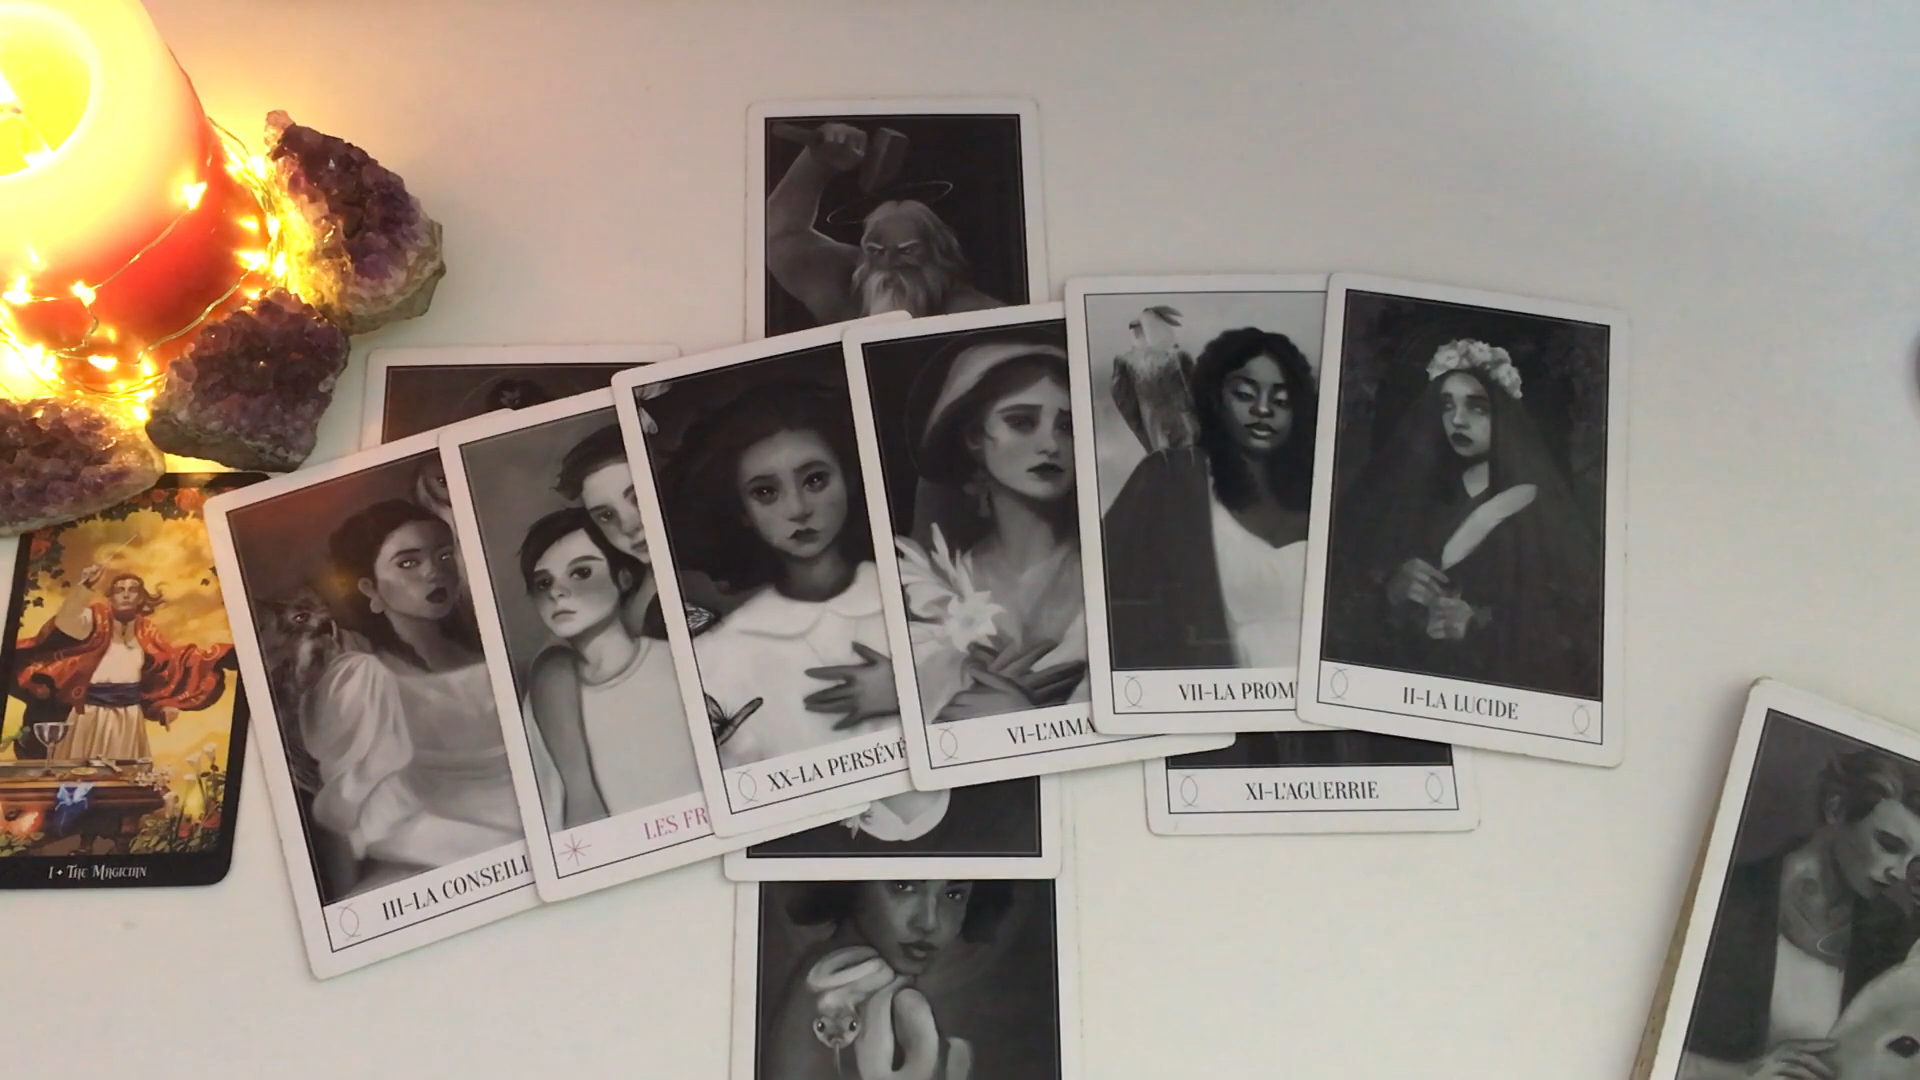 I • The Magician
III-LA CONSEILL
LES FR
XX-LA PERSÉVÉ
VI-L'AIMA
VII-LA PROM
II-LA LUCIDE
XI-L'AGUERRIE